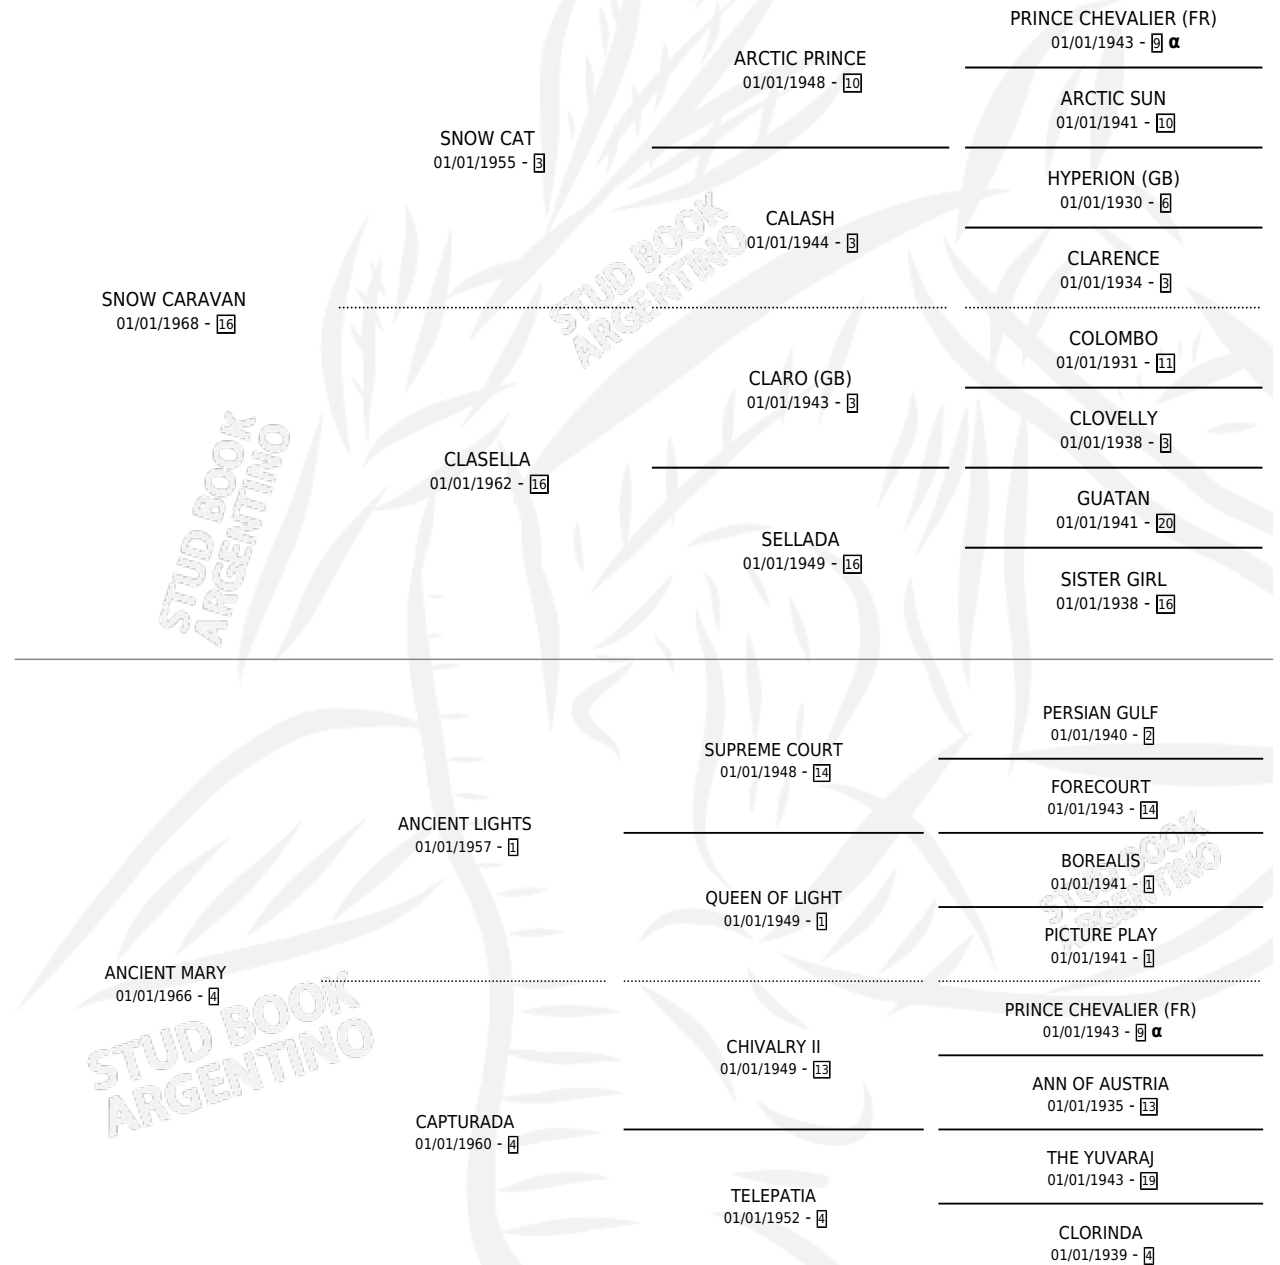 PRINCE CHEVALIER (FR)
01/01/1943 - 9 α
ARCTIC PRINCE
01/01/1948 - 10
ARCTIC SUN
01/01/1941 - 10
SNOW CAT
01/01/1955 - 3
HYPERION (GB)
01/01/1930 - 6
CALASH
01/01/1944 - 3
CLARENCE
01/01/1934 - 3
SNOW CARAVAN
01/01/1968 - 16
COLOMBO
01/01/1931 - 11
CLARO (GB)
01/01/1943 - 3
CLOVELLY
01/01/1938 - 3
CLASELLA
01/01/1962 - 16
GUATAN
01/01/1941 - 20
SELLADA
01/01/1949 - 16
SISTER GIRL
01/01/1938 - 16
PERSIAN GULF
01/01/1940 - 2
SUPREME COURT
01/01/1948 - 14
FORECOURT
01/01/1943 - 14
ANCIENT LIGHTS
01/01/1957 - 1
BOREALIS
01/01/1941 - 1
QUEEN OF LIGHT
01/01/1949 - 1
PICTURE PLAY
01/01/1941 - 1
ANCIENT MARY
01/01/1966 - 4
PRINCE CHEVALIER (FR)
01/01/1943 - 9 α
CHIVALRY II
01/01/1949 - 13
ANN OF AUSTRIA
01/01/1935 - 13
CAPTURADA
01/01/1960 - 4
THE YUVARAJ
01/01/1943 - 19
TELEPATIA
01/01/1952 - 4
CLORINDA
01/01/1939 - 4
STUD BOOK
ARGENTINO
STUD BOOK
ARGENTINO
STUD BOOK
ARGENTINO
STUD BOOK
ARGENTINO